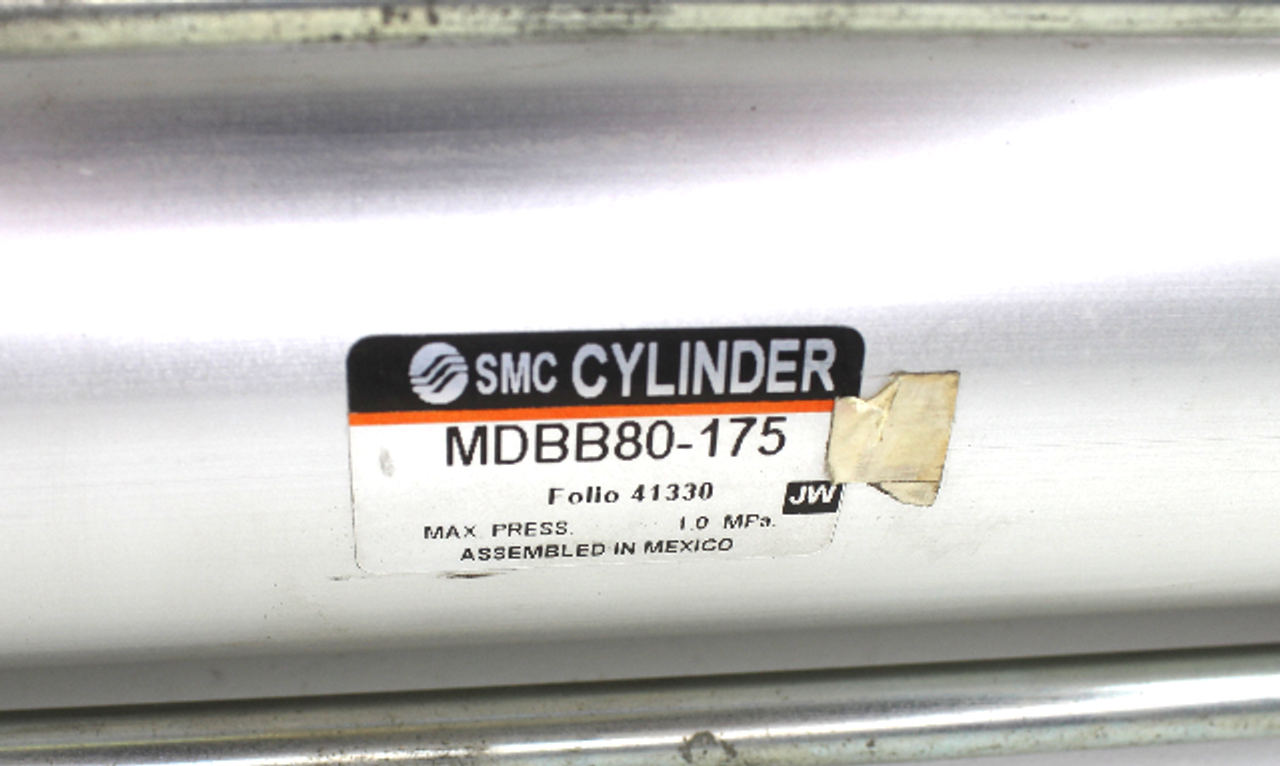 SMC CYLINDER
MDBB80-175
Folio 41330
JW
MAX. PRESS. 1.0 MPa.
ASSEMBLED IN MEXICO